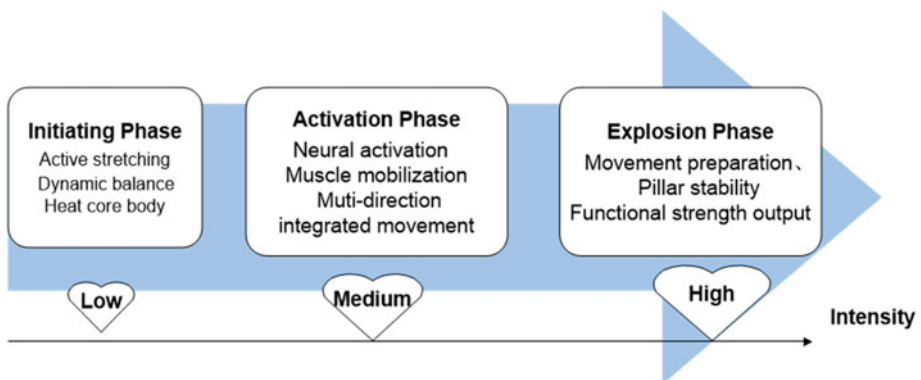 Initiating Phase
Active stretching
Dynamic balance
Heat core body
Activation Phase
Neural activation
Muscle mobilization
Muti-direction
integrated movement
Explosion Phase
Movement preparation、
Pillar stability
Functional strength output
Low
Medium
High
Intensity